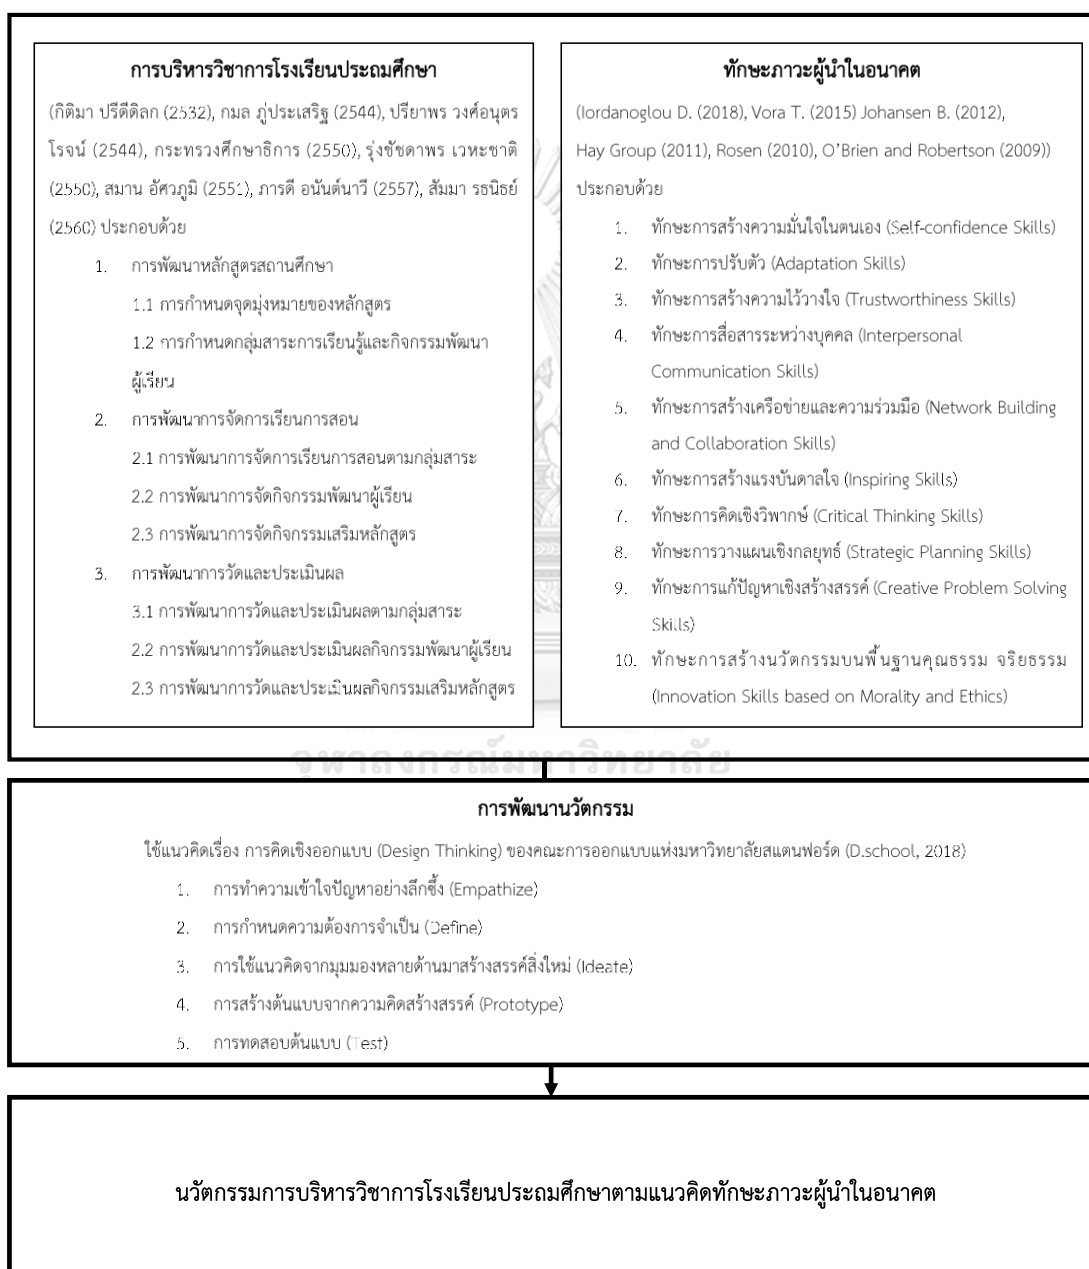 การบริหารวิชาการโรงเรียนประถมศึกษา
(กิติมา ปรีดีดิลก (2532), กมล ภู่ประเสริฐ (2544), ปรียาพร วงศ์อนุตร
โรจน์ (2544), กระทรวงศึกษาธิการ (2550), รุ่งชัชดาพร เวหะชาติ
(2550), สมาน อัศวภูมิ (2551), ภารดี อนันต์นาวี (2557), สัมมา รธนิธย์
(2560) ประกอบด้วย
1. การพัฒนาหลักสูตรสถานศึกษา
1.1 การกำหนดจุดมุ่งหมายของหลักสูตร
1.2 การกำหนดกลุ่มสาระการเรียนรู้และกิจกรรมพัฒนา
ผู้เรียน
2. การพัฒนาการจัดการเรียนการสอน
2.1 การพัฒนาการจัดการเรียนการสอนตามกลุ่มสาระ
2.2 การพัฒนาการจัดกิจกรรมพัฒนาผู้เรียน
2.3 การพัฒนาการจัดกิจกรรมเสริมหลักสูตร
3. การพัฒนาการวัดและประเมินผล
3.1 การพัฒนาการวัดและประเมินผลตามกลุ่มสาระ
2.2 การพัฒนาการวัดและประเมินผลกิจกรรมพัฒนาผู้เรียน
2.3 การพัฒนาการวัดและประเมินผลกิจกรรมเสริมหลักสูตร
ทักษะภาวะผู้นำในอนาคต
(Iordanoglou D. (2018), Vora T. (2015) Johansen B. (2012),
Hay Group (2011), Rosen (2010), O'Brien and Robertson (2009))
ประกอบด้วย
1. ทักษะการสร้างความมั่นใจในตนเอง (Self-confidence Skills)
2. ทักษะการปรับตัว (Adaptation Skills)
3. ทักษะการสร้างความไว้วางใจ (Trustworthiness Skills)
4. ทักษะการสื่อสารระหว่างบุคคล (Interpersonal
Communication Skills)
5. ทักษะการสร้างเครือข่ายและความร่วมมือ (Network Building
and Collaboration Skills)
6. ทักษะการสร้างแรงบันดาลใจ (Inspiring Skills)
7. ทักษะการคิดเชิงวิพากษ์ (Critical Thinking Skills)
8. ทักษะการวางแผนเชิงกลยุทธ์ (Strategic Planning Skills)
9. ทักษะการแก้ปัญหาเชิงสร้างสรรค์ (Creative Problem Solving
Skills)
10. ทักษะการสร้างนวัตกรรมบนพื้นฐานคุณธรรม จริยธรรม
(Innovation Skills based on Morality and Ethics)
จุฬาลงกรณ์มหาวิทยาลัย
การพัฒนานวัตกรรม
ใช้แนวคิดเรื่อง การคิดเชิงออกแบบ (Design Thinking) ของคณะการออกแบบแห่งมหาวิทยาลัยสแตนฟอร์ด (D.school, 2018)
1. การทำความเข้าใจปัญหาอย่างลึกซึ้ง (Empathize)
2. การกำหนดความต้องการจำเป็น (Define)
3. การใช้แนวคิดจากมุมมองหลายด้านมาสร้างสรรค์สิ่งใหม่ (Ideate)
4. การสร้างต้นแบบจากความคิดสร้างสรรค์ (Prototype)
5. การทดสอบต้นแบบ (Test)
นวัตกรรมการบริหารวิชาการโรงเรียนประถมศึกษาตามแนวคิดทักษะภาวะผู้นำในอนาคต